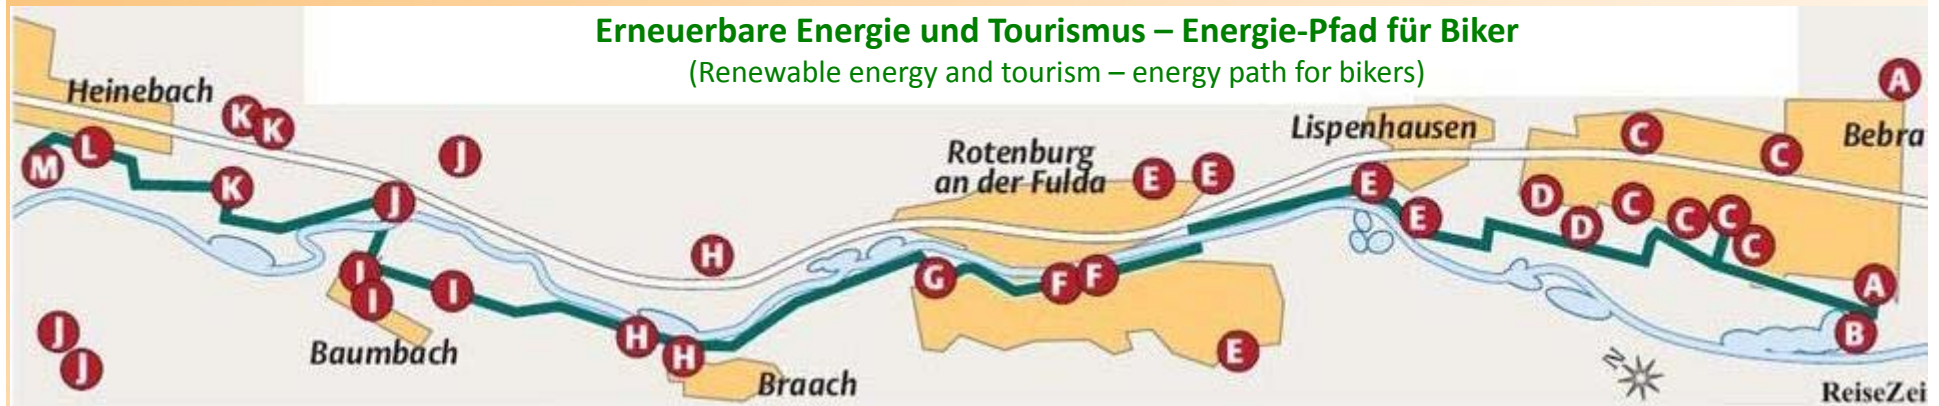 Erneuerbare Energie und Tourismus – Energie-Pfad für Biker
(Renewable energy and tourism – energy path for bikers)
A
Heinebach
K
K
Lispenhausen
C
Bebra
M
L
J
Rotenburg
an der Fulda
E
E
C
K
J
E
E
D
D
C
C
C
C
I
I
I
H
G
F
F
A
J
J
Baumbach
H
H
Braach
E
N
B
ReiseZei